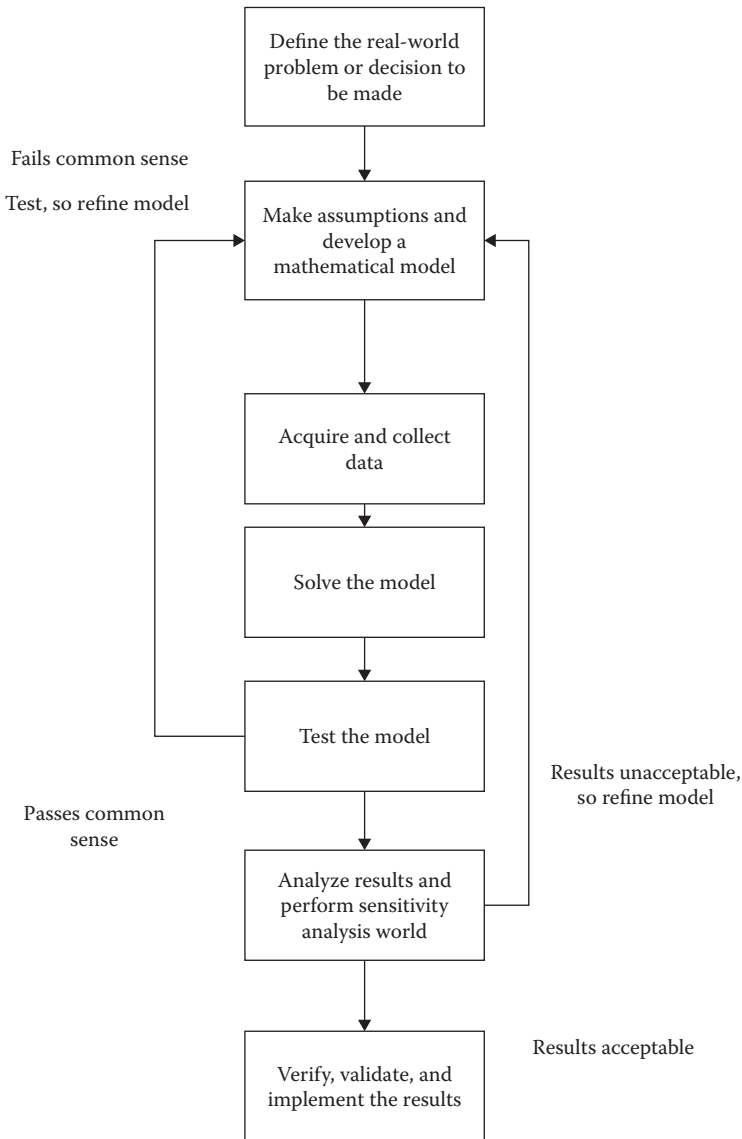 Define the real-world
problem or decision to
be made
Fails common sense
Test, so refine model
Make assumptions and
develop a
mathematical model
Acquire and collect
data
Solve the model
Test the model
Results unacceptable,
so refine model
Passes common
sense
Analyze results and
perform sensitivity
analysis world
Results acceptable
Verify, validate, and
implement the results